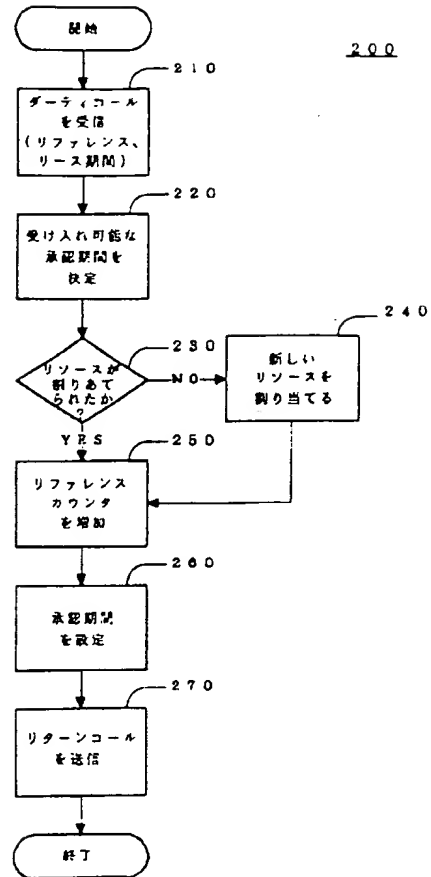 開始
200
210
ダーティコール
を受信
(リファレンス、
リース期間)
220
受け入れ可能な
承認期間を
決定
230
リソースが
割りあて
られたか
?
NO
YES
240
新しい
リソースを
割り当てる
250
リファレンス
カウンタ
を増加
260
承認期間
を設定
270
リターンコール
を送信
終了